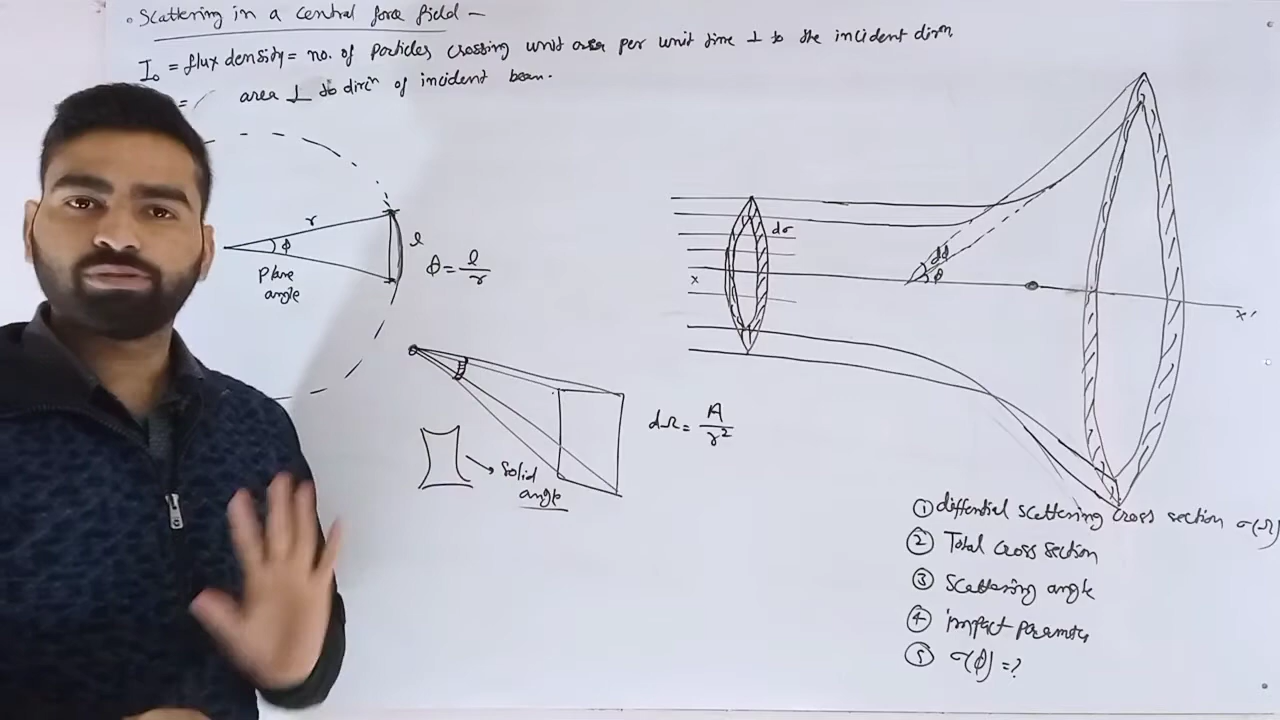 • Scattering in a central force field –
I₀ = flux density = no. of particles crossing unit area per unit time ⊥ to the incident dirⁿ
= area ⊥ to dircⁿ of incident beam.
r
ϕ
l
plane
angle
ϕ = l/r
dΩ = A/r²
solid
angle
dσ
dϕ
ϕ
x
x'
① differential scattering cross section σ(Ω)
② Total cross section
③ scattering angle
④ impact parameter
⑤ σ(ϕ) = ?